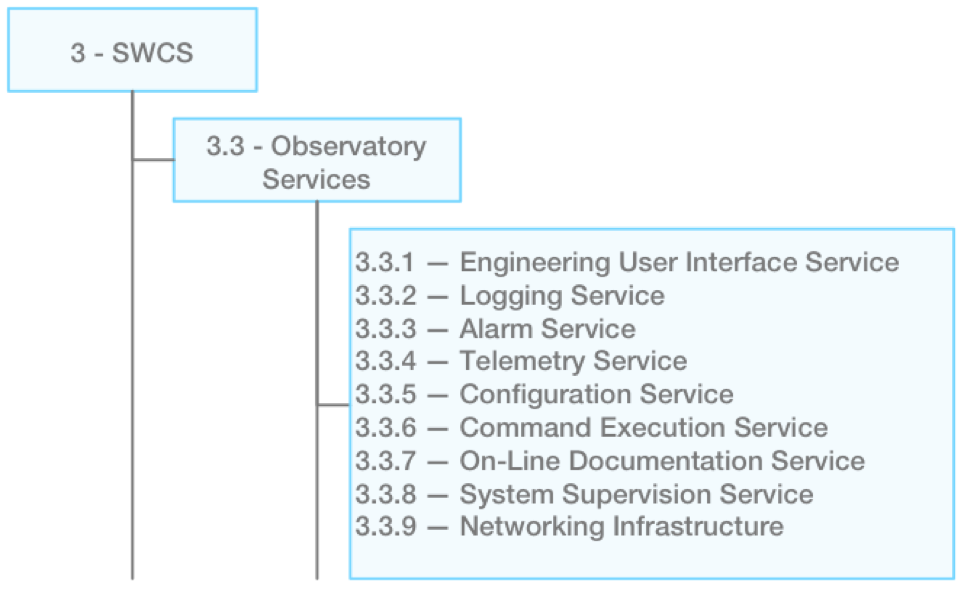 3 - SWCS
3.3 - Observatory
Services
3.3.1 — Engineering User Interface Service
3.3.2 — Logging Service
3.3.3 — Alarm Service
3.3.4 — Telemetry Service
3.3.5 — Configuration Service
3.3.6 — Command Execution Service
3.3.7 — On-Line Documentation Service
3.3.8 — System Supervision Service
3.3.9 — Networking Infrastructure